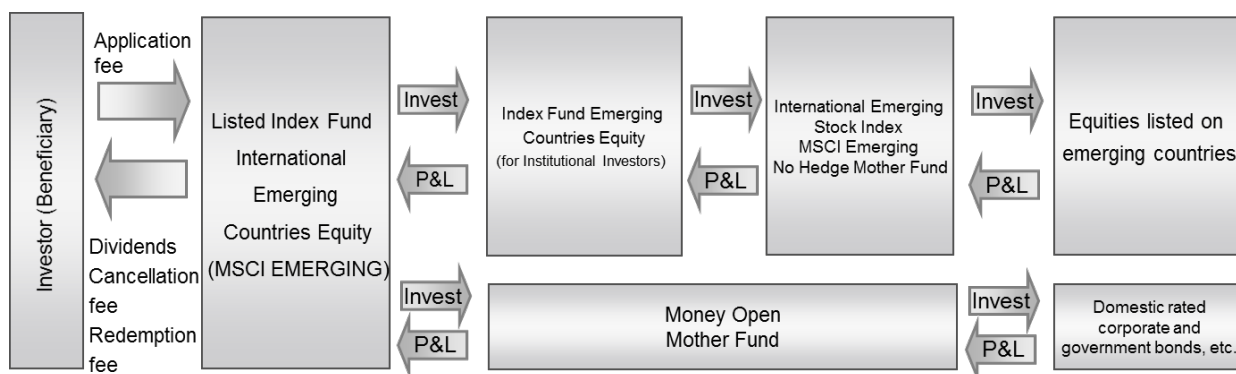 Investor (Beneficiary)
Application
fee
Dividends
Cancellation
fee
Redemption
fee
Listed Index Fund
International
Emerging
Countries Equity
(MSCI EMERGING)
Invest
P&L
Index Fund Emerging
Countries Equity
(for Institutional Investors)
Invest
P&L
International Emerging
Stock Index
MSCI Emerging
No Hedge Mother Fund
Invest
P&L
Equities listed on
emerging countries
Invest
P&L
Money Open
Mother Fund
Invest
P&L
Domestic rated
corporate and
government bonds, etc.